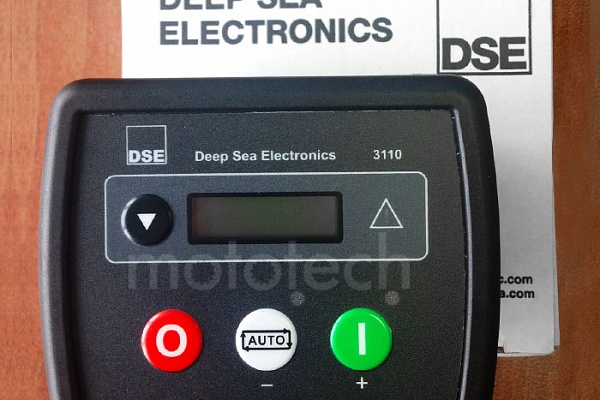 DEEP SEA
ELECTRONICS
DSE
DSE
Deep Sea Electronics
3110
mototech
O
AUTO
I
–
+
c.com
a.com